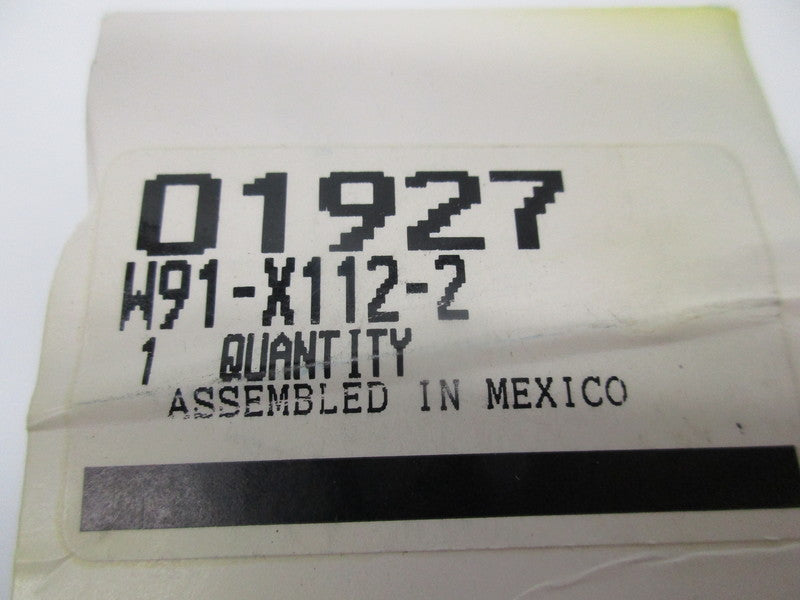 01927
W91-X112-2
1 QUANTITY
ASSEMBLED IN MEXICO